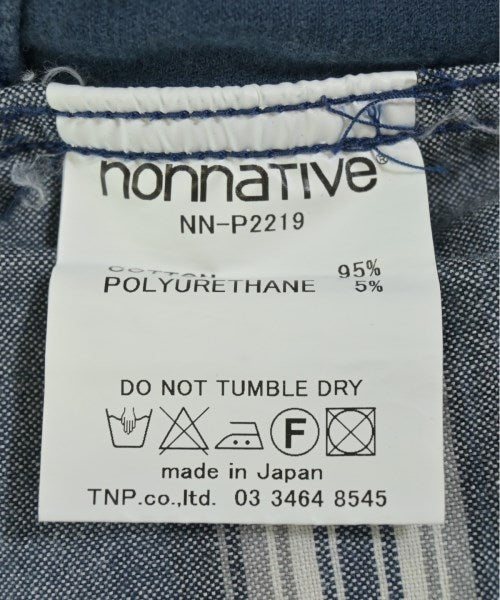 nonnative®
NN-P2219
COTTON 95%
POLYURETHANE 5%
DO NOT TUMBLE DRY
F
made in Japan
TNP.co.,ltd. 03 3464 8545